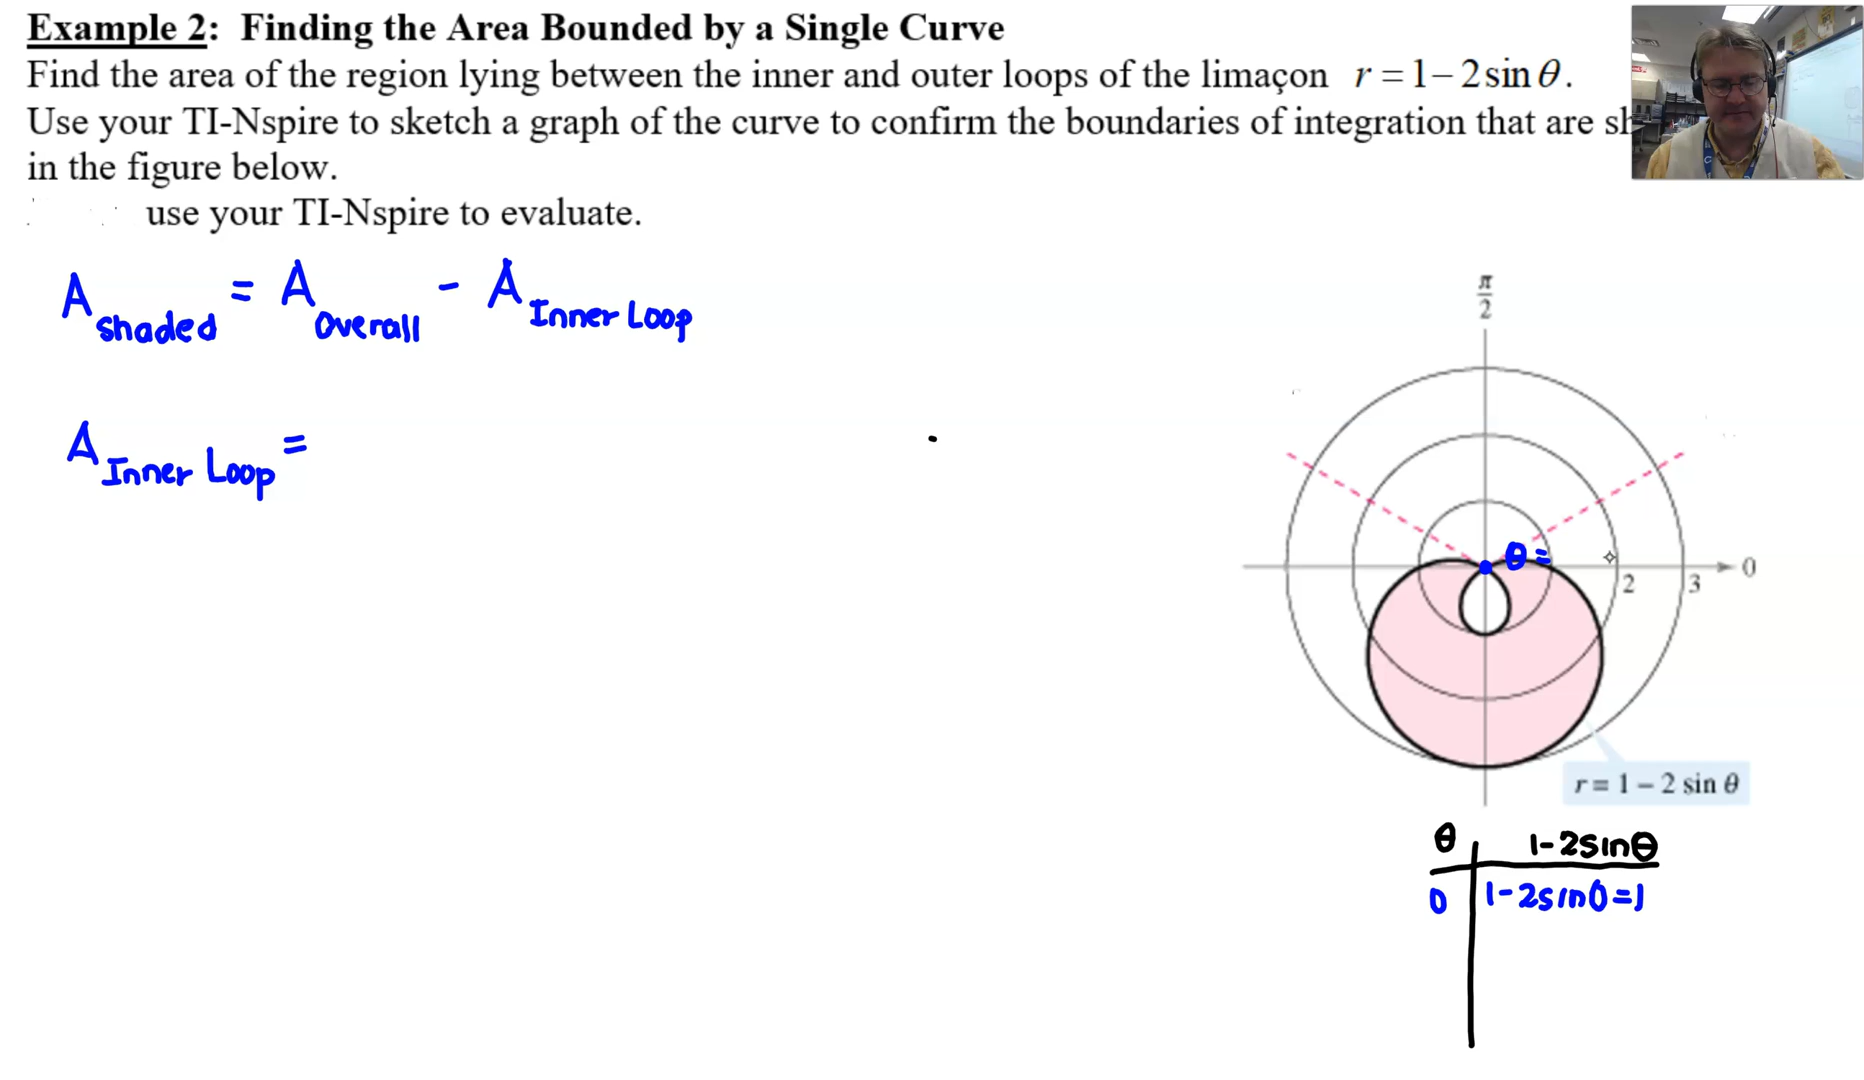 Example 2: Finding the Area Bounded by a Single Curve
Find the area of the region lying between the inner and outer loops of the limaçon r = 1 – 2 sin θ.
Use your TI-Nspire to sketch a graph of the curve to confirm the boundaries of integration that are sh
in the figure below.
use your TI-Nspire to evaluate.
A shaded = A overall - A Inner Loop
A Inner Loop =
π/2
θ =
0
2
3
r = 1 – 2 sin θ
θ 1-2sinθ
0 1-2sin0=1